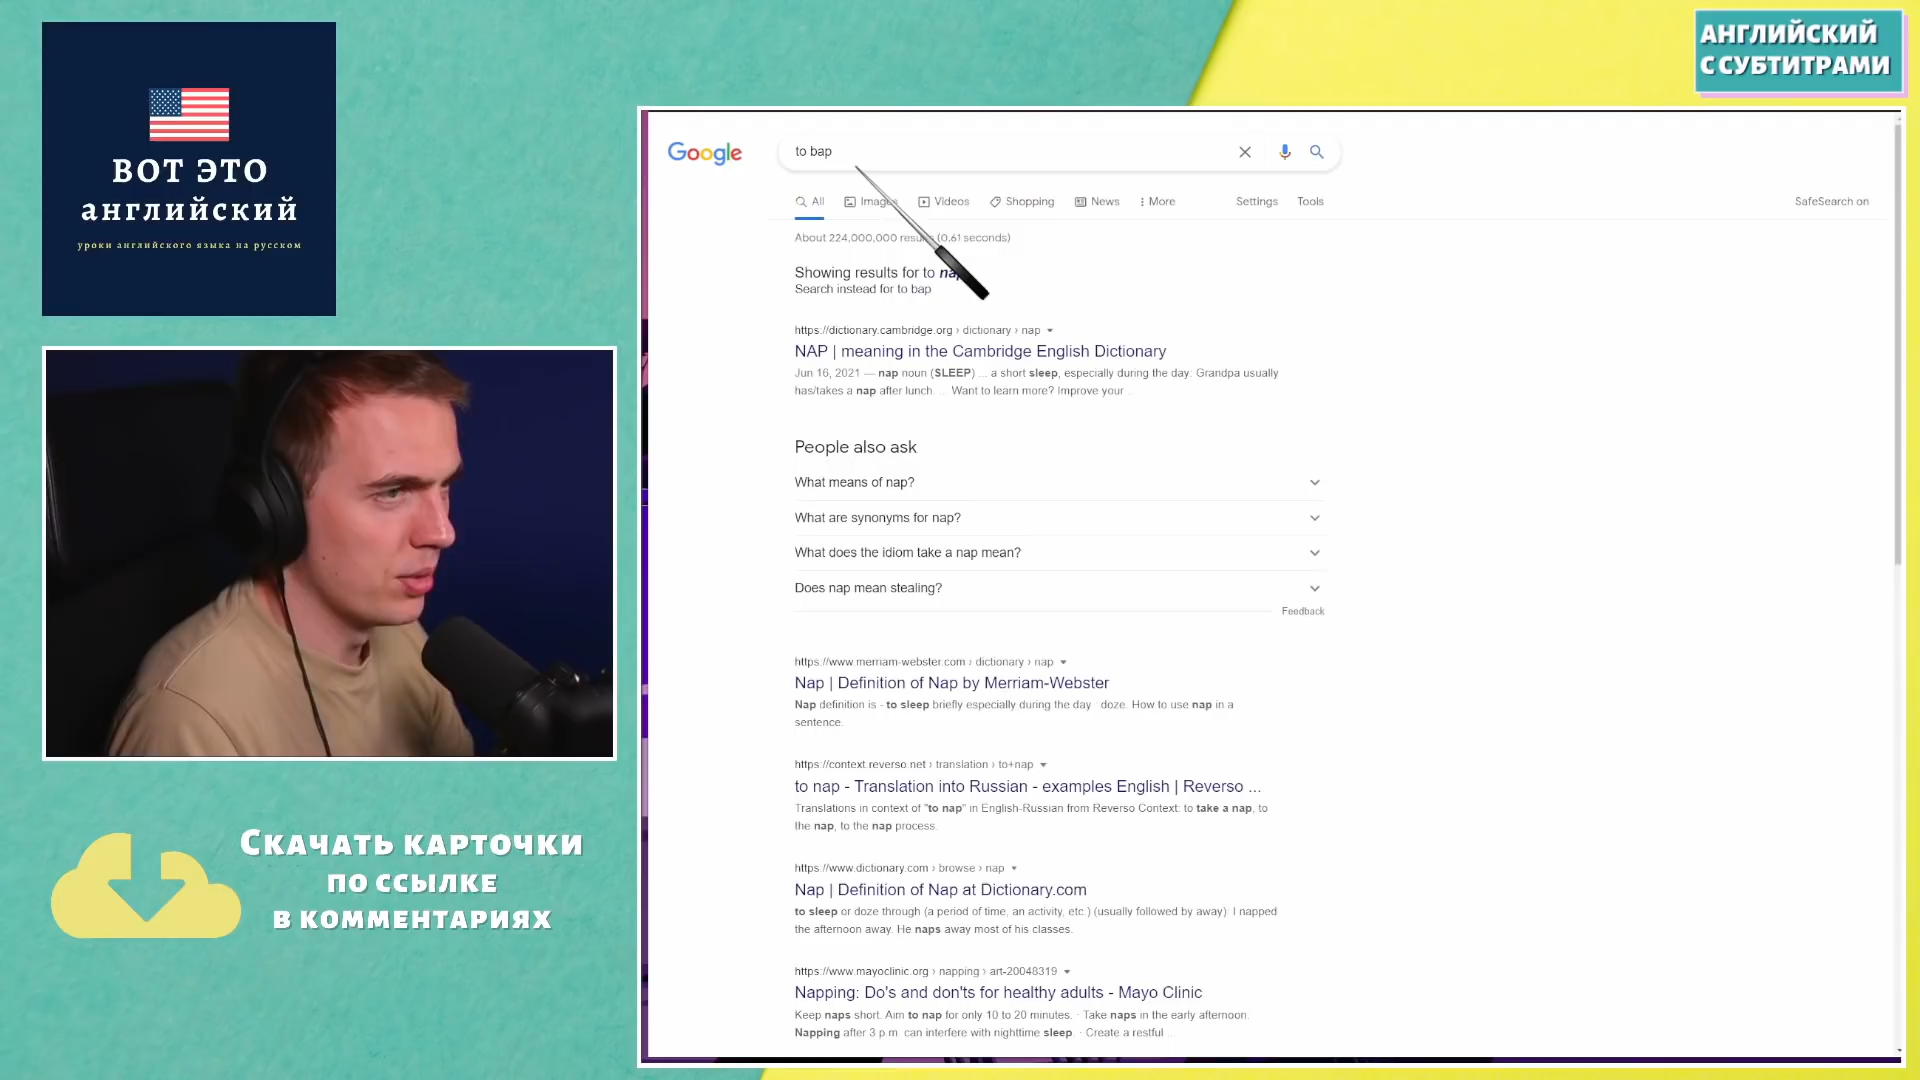 ВОТ ЭТО
английский
уроки английского языка на русском
АНГЛИЙСКИЙ
С СУБТИТРАМИ
Google
to bap
All Images Videos Shopping News More Settings Tools SafeSearch on
About 224,000,000 results (0.61 seconds)
Showing results for to nap
Search instead for to bap
https://dictionary.cambridge.org › dictionary › nap
NAP | meaning in the Cambridge English Dictionary
Jun 16, 2021 — nap noun (SLEEP) ... a short sleep, especially during the day: Grandpa usually
has/takes a nap after lunch. ... Want to learn more? Improve your ...
People also ask
What means of nap?
What are synonyms for nap?
What does the idiom take a nap mean?
Does nap mean stealing?
Feedback
https://www.merriam-webster.com › dictionary › nap
Nap | Definition of Nap by Merriam-Webster
Nap definition is - to sleep briefly especially during the day : doze. How to use nap in a
sentence.
https://context.reverso.net › translation › to+nap
to nap - Translation into Russian - examples English | Reverso ...
Translations in context of "to nap" in English-Russian from Reverso Context: to take a nap, to
the nap, to the nap process.
https://www.dictionary.com › browse › nap
Nap | Definition of Nap at Dictionary.com
to sleep or doze through (a period of time, an activity, etc.) (usually followed by away): I napped
the afternoon away. He naps away most of his classes.
https://www.mayoclinic.org › napping › art-20048319
Napping: Do's and don'ts for healthy adults - Mayo Clinic
Keep naps short. Aim to nap for only 10 to 20 minutes. · Take naps in the early afternoon.
Napping after 3 p.m. can interfere with nighttime sleep. · Create a restful ...
Скачать карточки
по ссылке
в комментариях